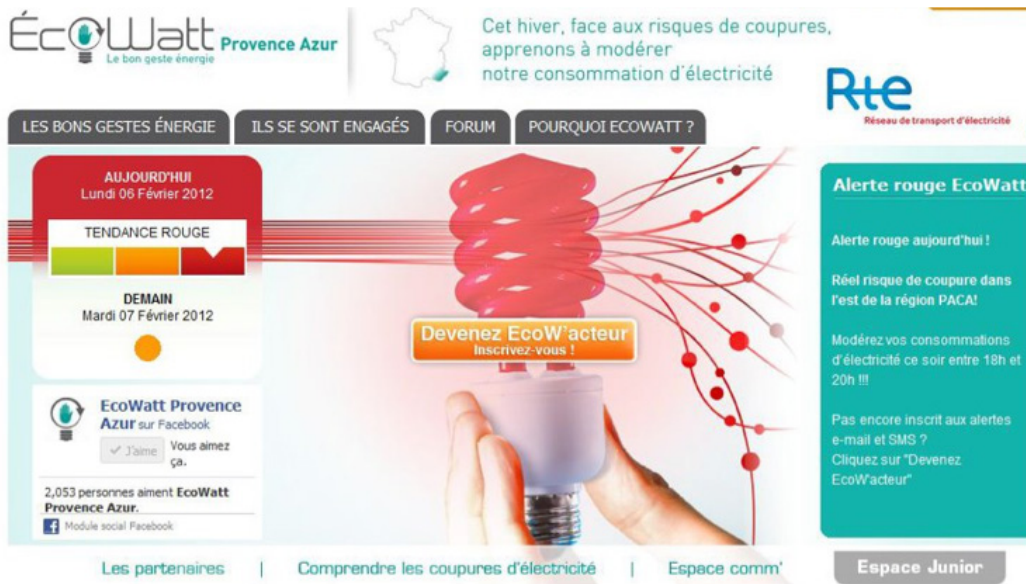 ÉcoWatt Provence Azur
Le bon geste énergie
Cet hiver, face aux risques de coupures,
apprenons à modérer
notre consommation d'électricité
Rte
Réseau de transport d'électricité
LES BONS GESTES ÉNERGIE
ILS SE SONT ENGAGÉS
FORUM
POURQUOI ECOWATT ?
AUJOURD'HUI
Lundi 06 Février 2012
TENDANCE ROUGE
DEMAIN
Mardi 07 Février 2012
Devenez EcoW'acteur
Inscrivez-vous !
EcoWatt Provence
Azur sur Facebook
J'aime
Vous aimez
ça.
2,053 personnes aiment EcoWatt
Provence Azur.
Module social Facebook
Alerte rouge EcoWatt
Alerte rouge aujourd'hui !
Réel risque de coupure dans
l'est de la région PACA!
Modérez vos consommations
d'électricité ce soir entre 18h et
20h !!!
Pas encore inscrit aux alertes
e-mail et SMS ?
Cliquez sur "Devenez
EcoW'acteur"
Les partenaires | Comprendre les coupures d'électricité | Espace comm'
Espace Junior